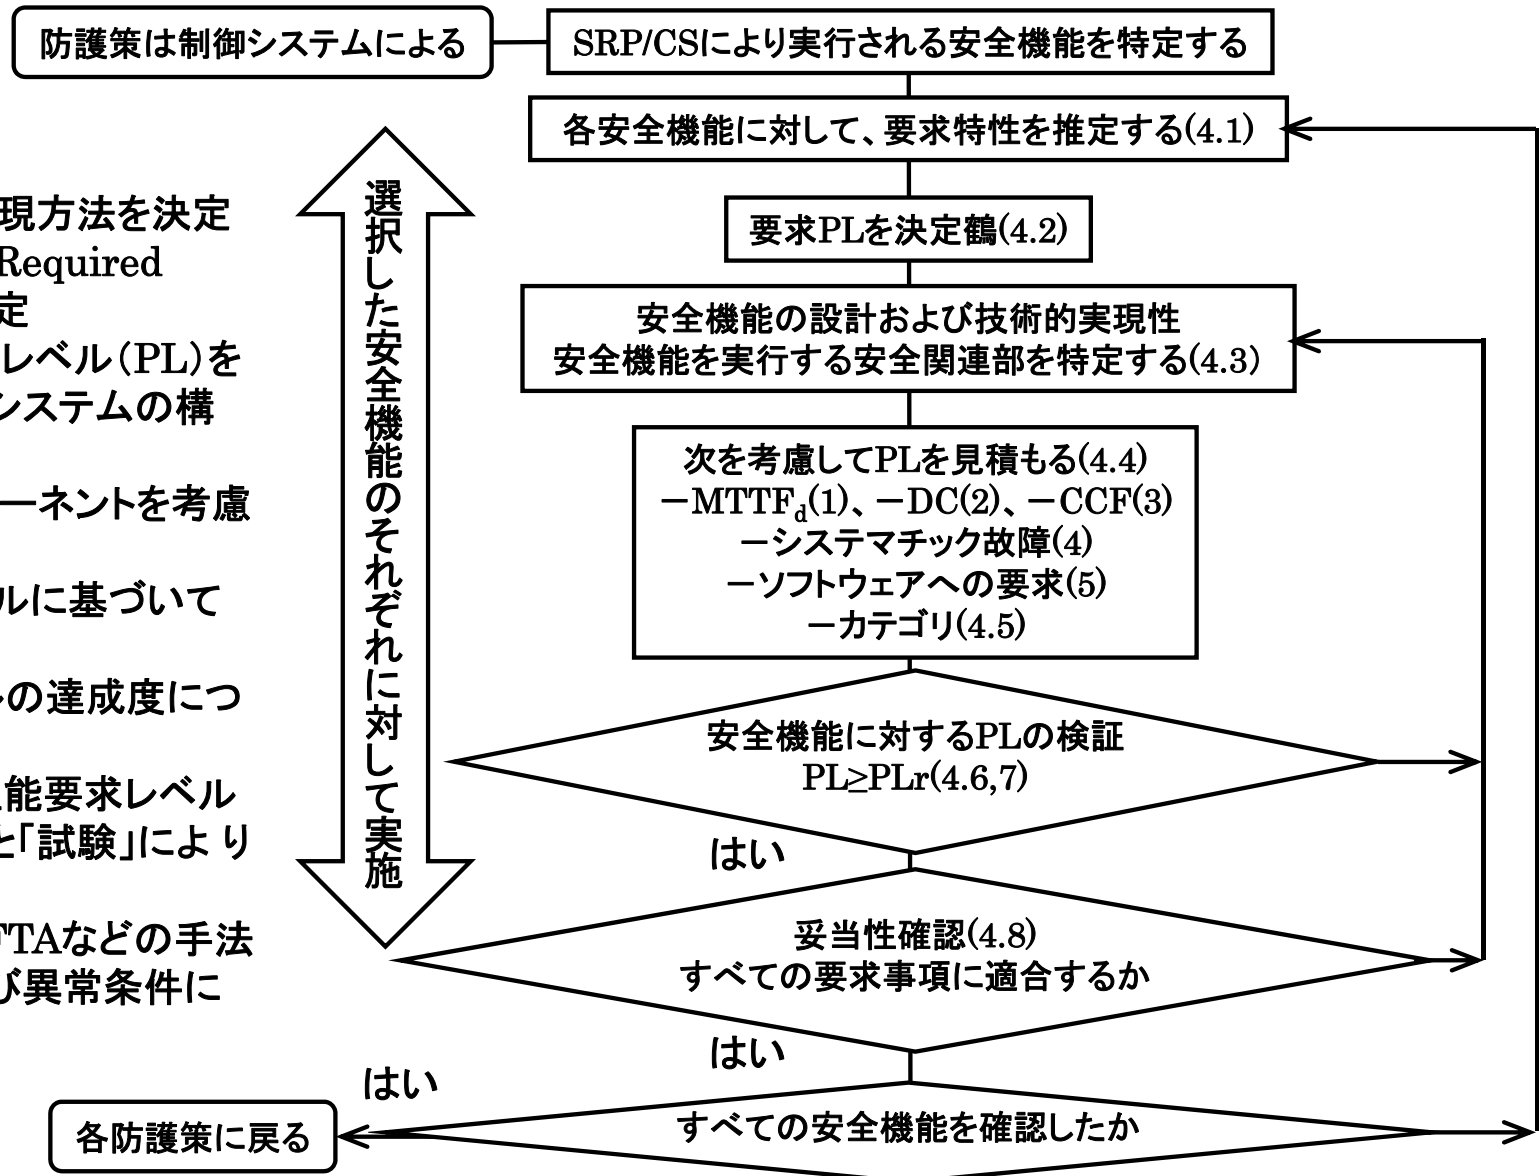 防護策は制御システムによる
SRP/CSにより実行される安全機能を特定する
各安全機能に対して、要求特性を推定する(4.1)
要求PLを決定鶴(4.2)
安全機能の設計および技術的実現性
安全機能を実行する安全関連部を特定する(4.3)
次を考慮してPLを見積もる(4.4)
－MTTFd(1)、－DC(2)、－CCF(3)
－システマチック故障(4)
－ソフトウェアへの要求(5)
－カテゴリ(4.5)
安全機能に対するPLの検証
PL≥PLr(4.6,7)
はい
妥当性確認(4.8)
すべての要求事項に適合するか
はい
すべての安全機能を確認したか
はい
各防護策に戻る
選択した安全機能のそれぞれに対して実施
現方法を決定
Required
定
レベル（PL）を
システムの構
ーネントを考慮
ルに基づいて
の達成度につ
能要求レベル
と「試験」により
FTAなどの手法
び異常条件に